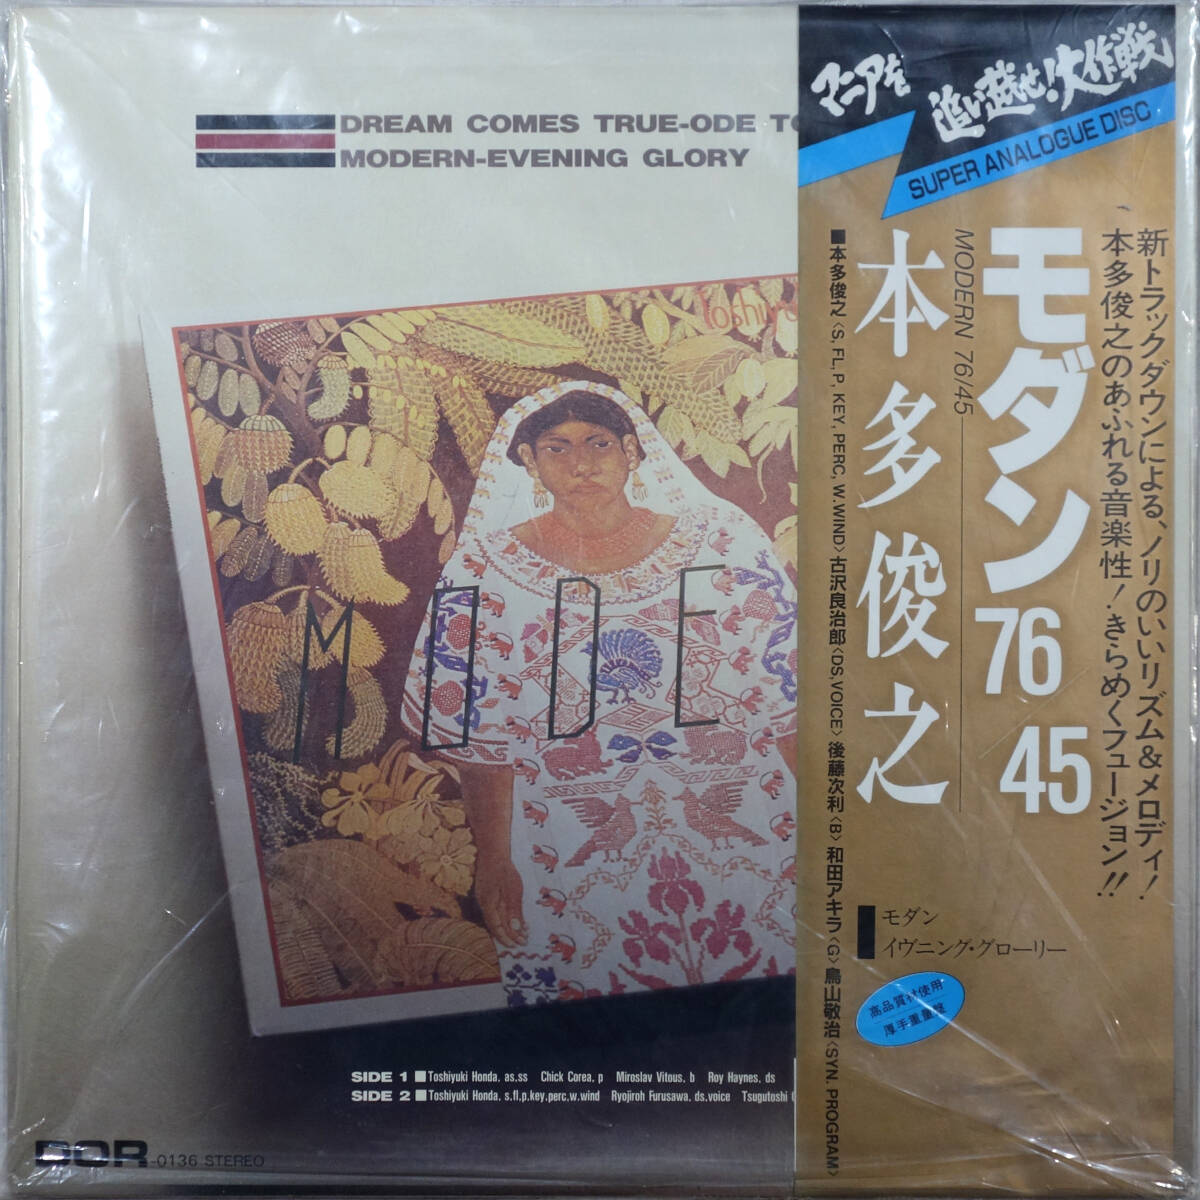 DREAM COMES TRUE-ODE TO
MODERN-EVENING GLORY
Toshiyu
MODE
SIDE 1 ■Toshiyuki Honda, as,ss Chick Corea, p Miroslav Vitous, b Roy Haynes, ds
SIDE 2 ■Toshiyuki Honda, s,fl,p,key,perc,w.wind Ryojiroh Furusawa, ds,voice Tsugutoshi
DOR-0136 STEREO
マニアを
追い越せ!大作戦
SUPER ANALOGUE DISC
新トラックダウンによる、ノリのいいリズム&メロディ!
本多俊之のあふれる音楽性!きらめくフュージョン!!
モダン76 45
MODERN 76/45
本多俊之
■本多俊之〈S, FL, P, KEY, PERC, W.WIND〉古沢良治郎〈DS, VOICE〉後藤次利〈B〉和田アキラ〈G〉鳥山敬治〈SYN. PROGRAM〉
モダン
イヴニング・グローリー
高品質材使用
厚手重量盤